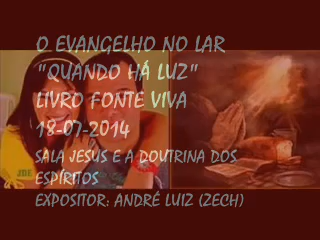 O EVANGELHO NO LAR
"QUANDO HÁ LUZ"
LIVRO FONTE VIVA
18-07-2014
SALA JESUS E A DOUTRINA DOS
ESPÍRITOS
EXPOSITOR: ANDRÉ LUIZ (ZECH)